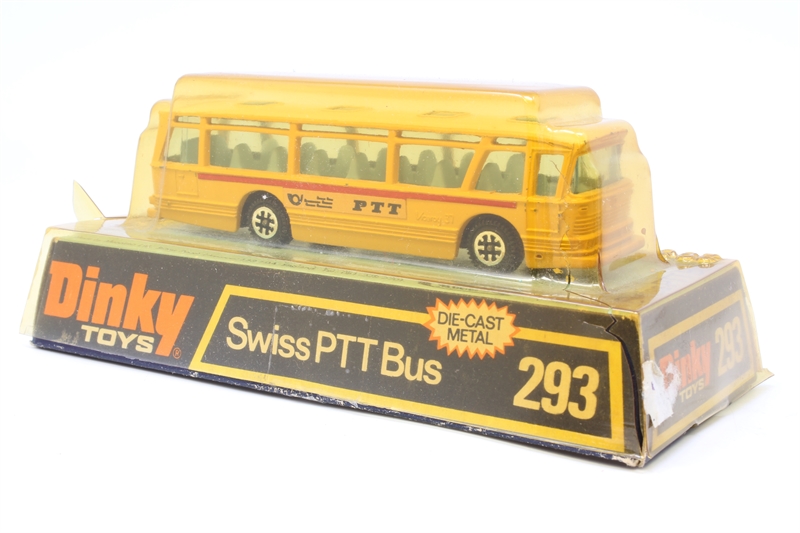 PTT
Dinky
TOYS®
Swiss PTT Bus
DIE-CAST
METAL
293
Dinky
TOYS
293